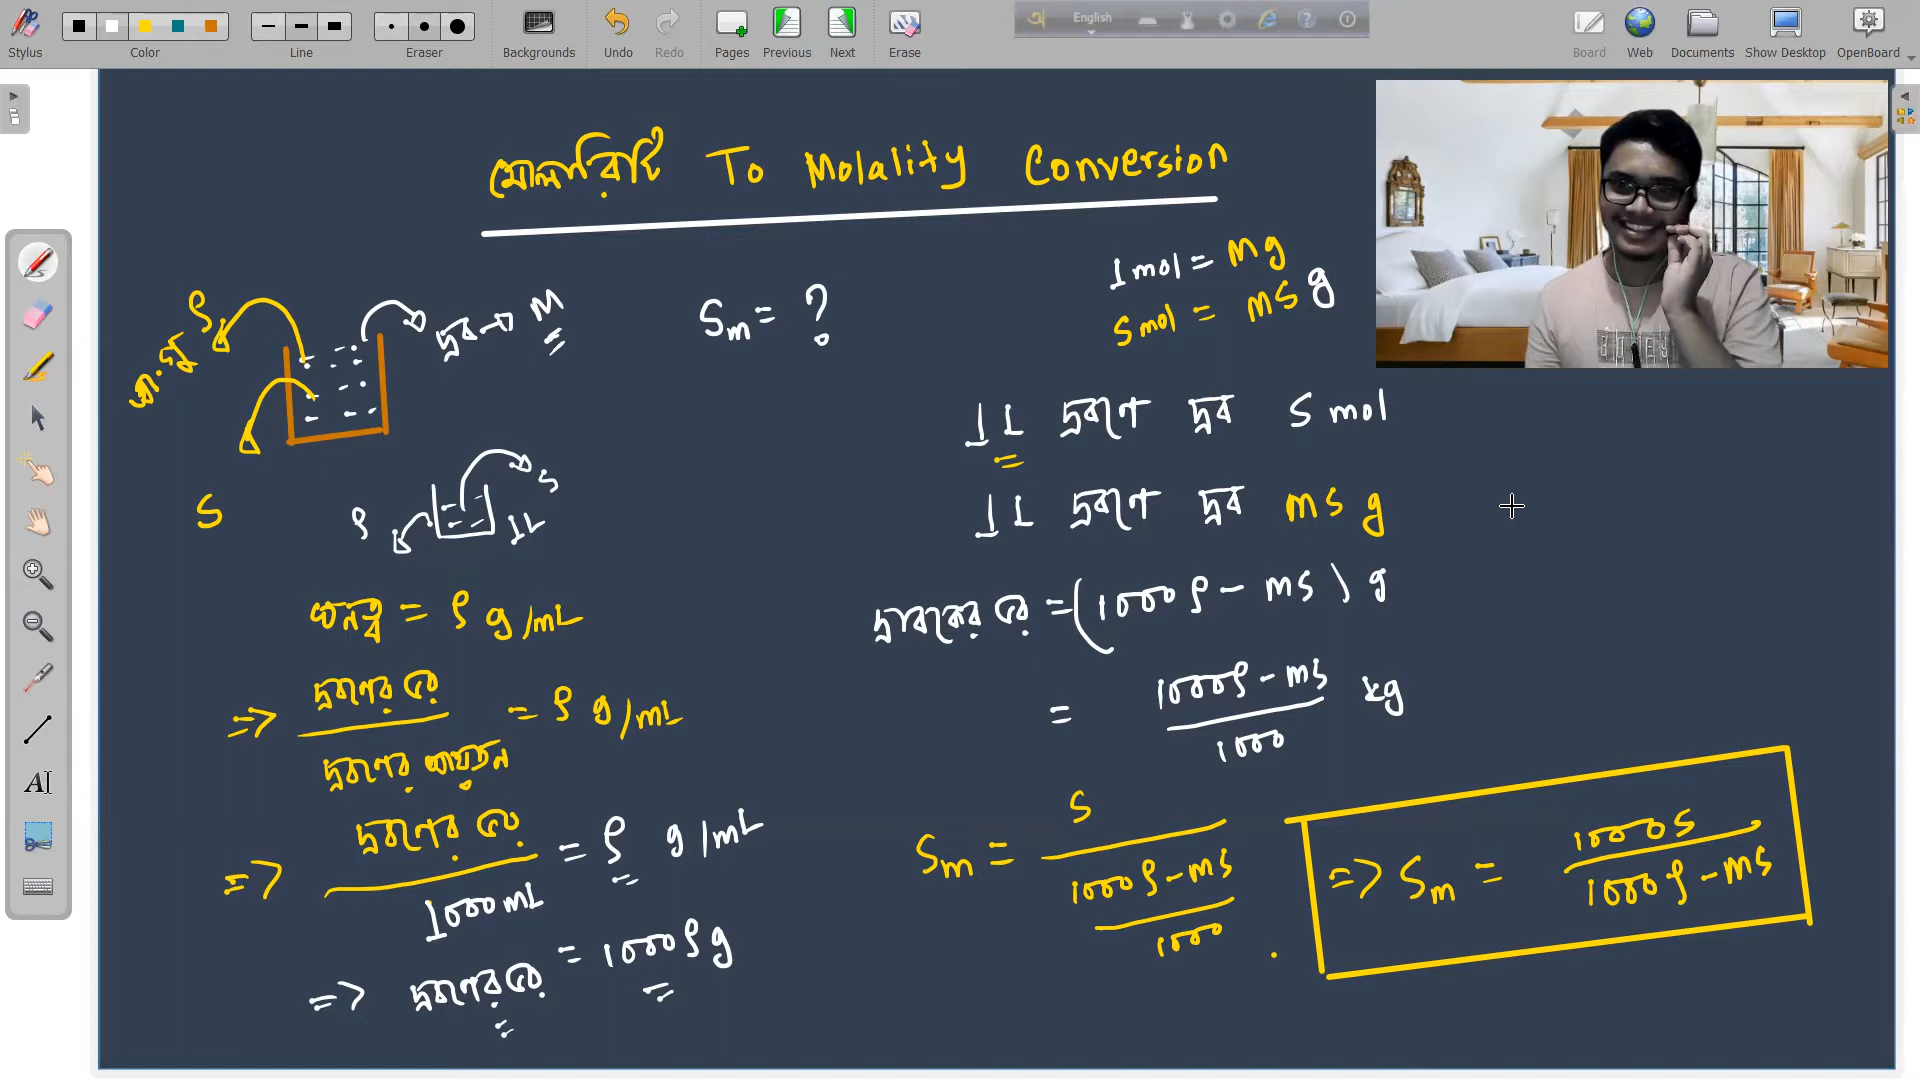 Stylus
Color
Line
Eraser
Backgrounds
Undo
Redo
Pages
Previous
Next
Erase
English
Board
Web
Documents
Show Desktop
OpenBoard
মোলারিটি To Molality Conversion
ρ
দ্রব → M
S
Sm = ?
1 mol = Mg
S mol = MS g
ρ
S
1L
ঘনত্ব = ρ g/mL
=> দ্রবণের ভর / দ্রবণের আয়তন = ρ g/mL
=> দ্রবণের ভর / 1000 mL = ρ g/mL
=> দ্রবণের ভর = 1000ρ g
1 L দ্রবণে দ্রব S mol
1 L দ্রবণে দ্রব MS g
দ্রাবকের ভর = (1000ρ - MS) g
= 1000ρ - MS / 1000 kg
Sm = S / 1000ρ - MS / 1000
=> Sm = 1000S / 1000ρ - MS